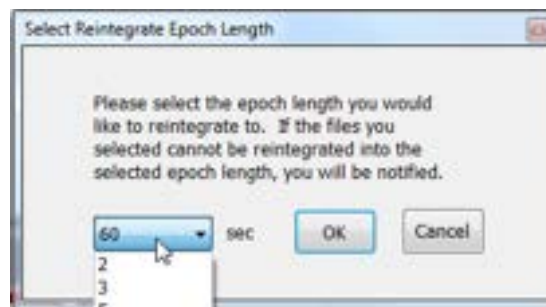 Select Reintegrate Epoch Length
Please select the epoch length you would
like to reintegrate to. If the files you
selected cannot be reintegrated into the
selected epoch length, you will be notified.
60 sec OK Cancel
2
3